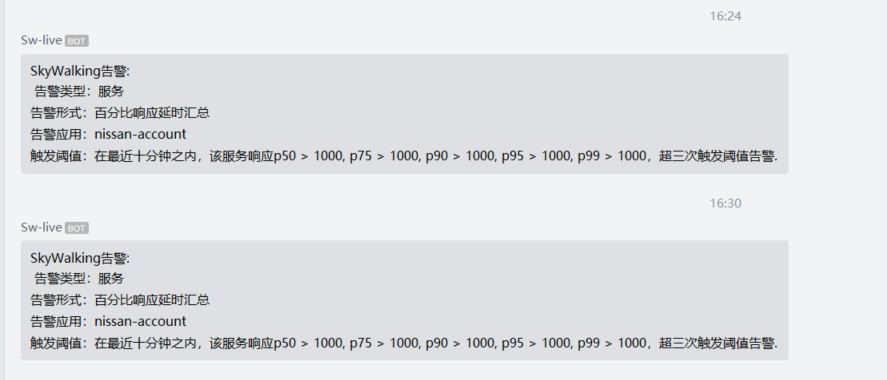 16:24
Sw-live BOT
SkyWalking告警:
告警类型：服务
告警形式：百分比响应延时汇总
告警应用：nissan-account
触发阈值：在最近十分钟之内，该服务响应p50 > 1000, p75 > 1000, p90 > 1000, p95 > 1000, p99 > 1000，超三次触发阈值告警.
16:30
Sw-live BOT
SkyWalking告警:
告警类型：服务
告警形式：百分比响应延时汇总
告警应用：nissan-account
触发阈值：在最近十分钟之内，该服务响应p50 > 1000, p75 > 1000, p90 > 1000, p95 > 1000, p99 > 1000，超三次触发阈值告警.